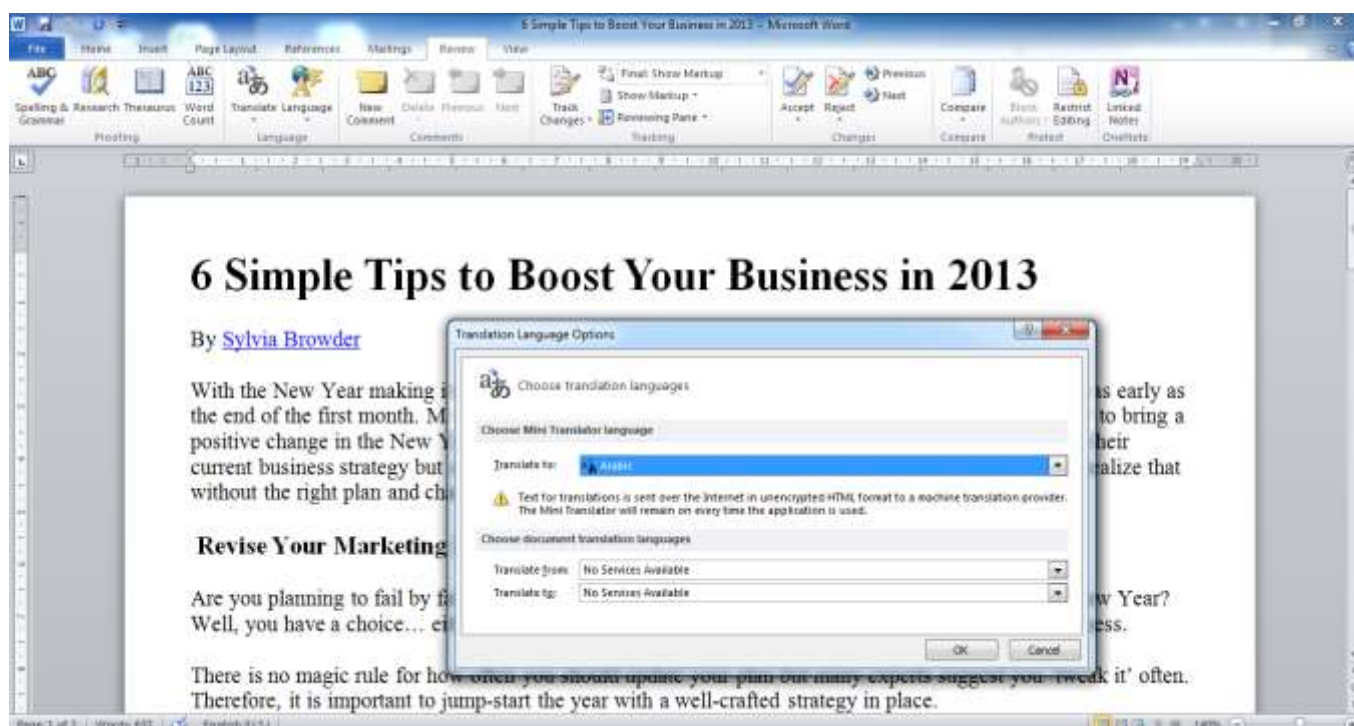 6 Simple Tips to Boost Your Business in 2013 - Microsoft Word
File Home Insert Page Layout References Mailings Review View
ABC ABC 123
Spelling & Grammar Research Thesaurus Word Count Translate Language New Comment Delete Previous Next Track Changes Final: Show Markup Show Markup Reviewing Pane Accept Reject Previous Next Compare Block Authors Restrict Editing Linked Notes
Proofing Language Comments Tracking Changes Compare Protect OneNote
6 Simple Tips to Boost Your Business in 2013
By Sylvia Browder
With the New Year making
the end of the first month. M
positive change in the New Y
current business strategy but
without the right plan and ch
is early as
to bring a
heir
ealize that
Translation Language Options
Choose translation languages
Choose Mini Translator language
Translate to: Arabic
Text for translations is sent over the Internet in unencrypted HTML format to a machine translation provider.
The Mini Translator will remain on every time the application is used.
Choose document translation languages
Translate from: No Services Available
Translate to: No Services Available
OK Cancel
Revise Your Marketing
Are you planning to fail by fa
w Year?
Well, you have a choice… ei
ess.
There is no magic rule for how often you should update your plan but many experts suggest you 'tweak it' often.
Therefore, it is important to jump-start the year with a well-crafted strategy in place.